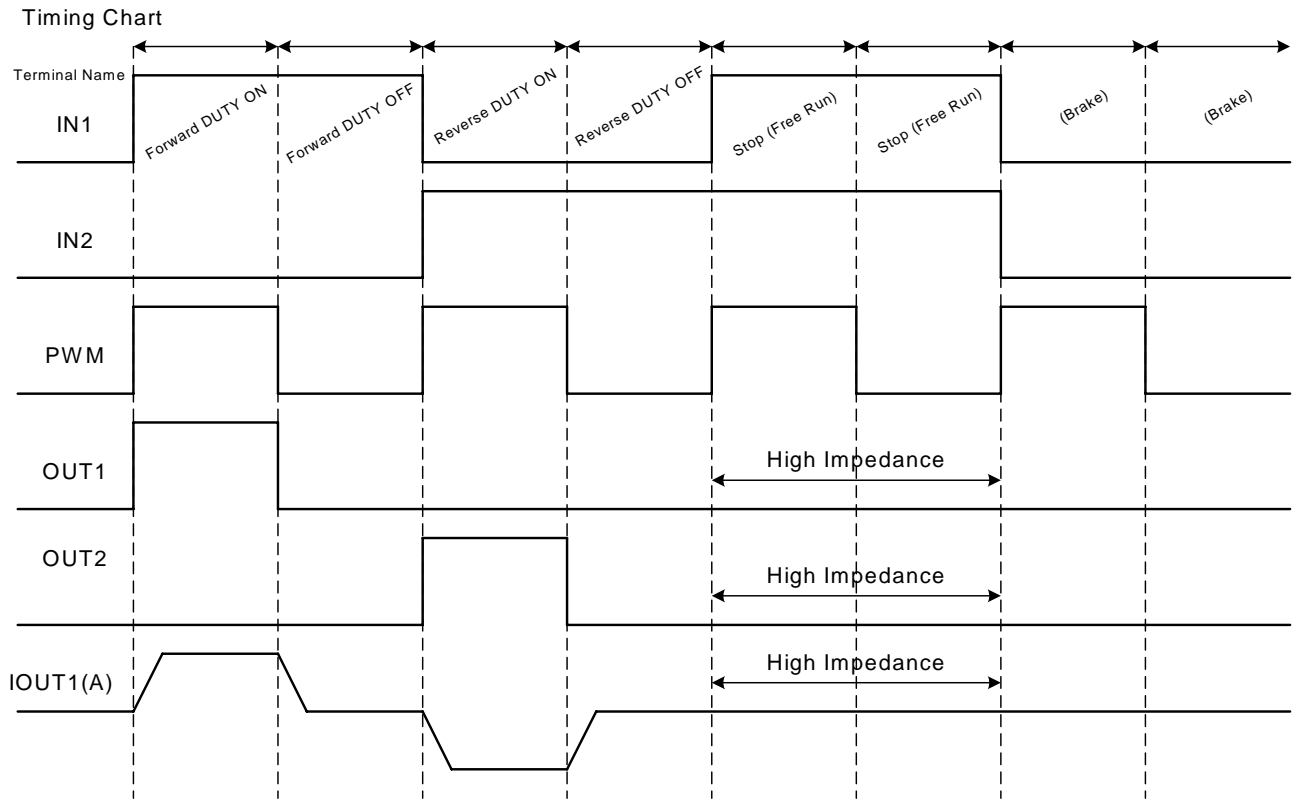 Timing Chart
Terminal Name
IN1
Forward DUTY ON
Forward DUTY OFF
Reverse DUTY ON
Reverse DUTY OFF
Stop (Free Run)
Stop (Free Run)
(Brake)
(Brake)
IN2
PWM
OUT1
High Impedance
OUT2
High Impedance
IOUT1(A)
High Impedance